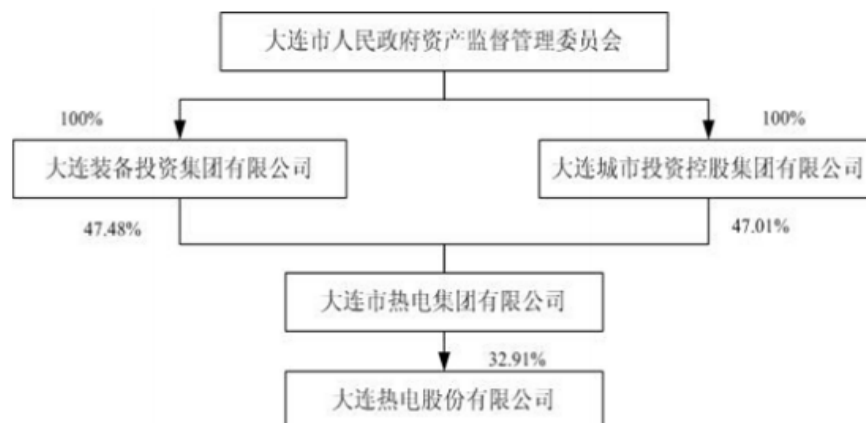 大连市人民政府资产监督管理委员会
100%
100%
大连装备投资集团有限公司
大连城市投资控股集团有限公司
47.48%
47.01%
大连市热电集团有限公司
32.91%
大连热电股份有限公司